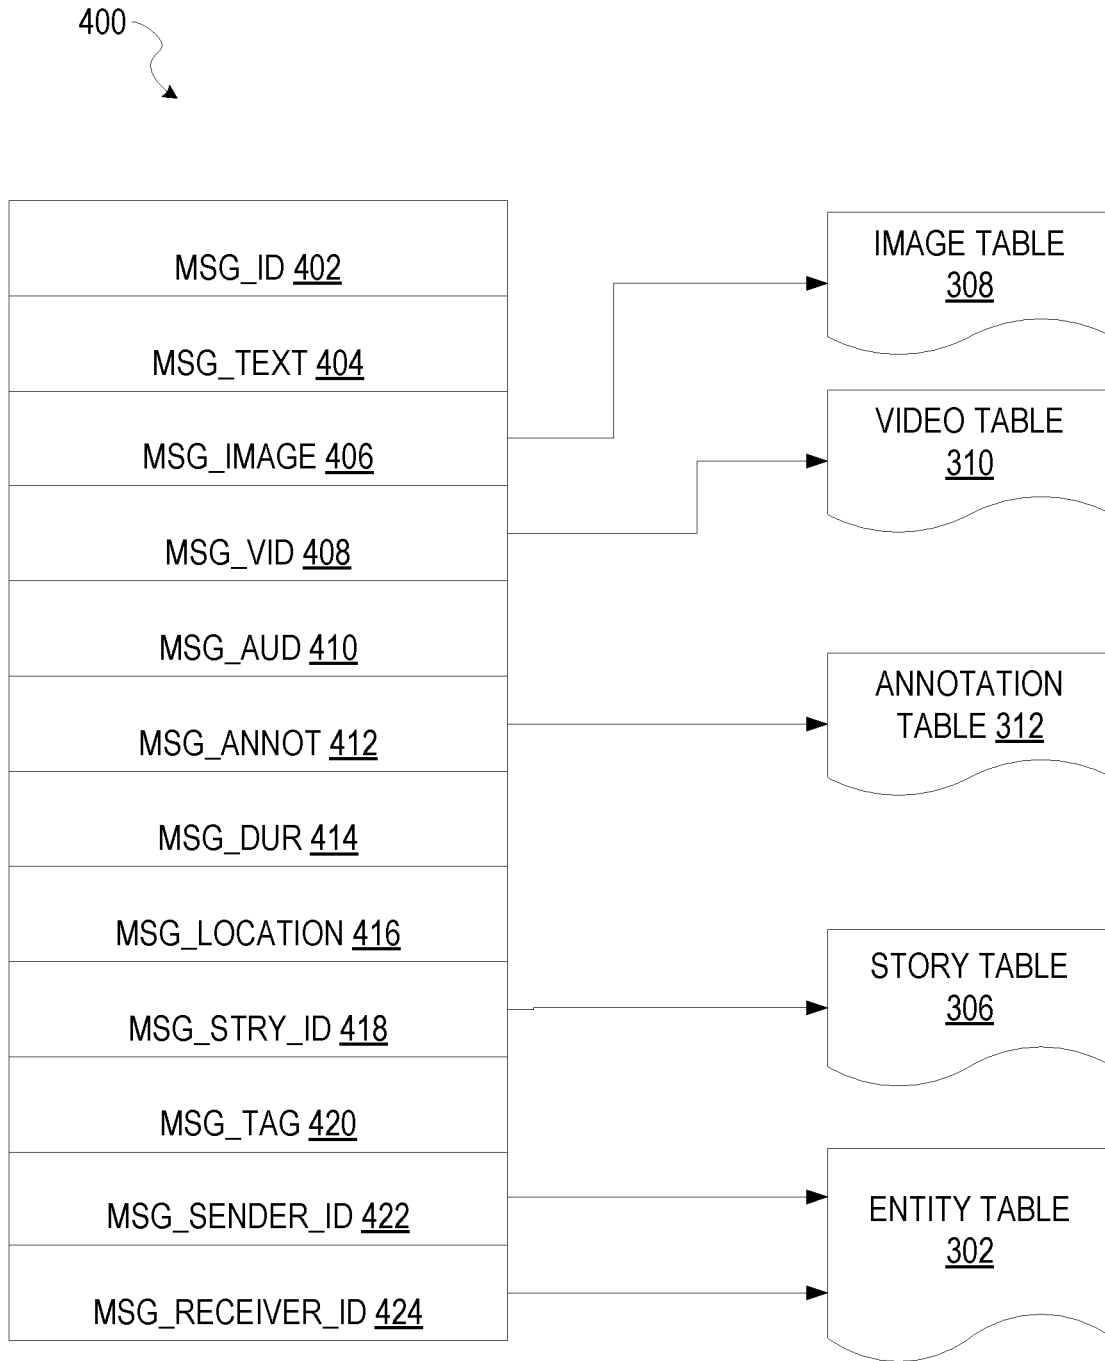 400
MSG_ID 402
MSG_TEXT 404
MSG_IMAGE 406
MSG_VID 408
MSG_AUD 410
MSG_ANNOT 412
MSG_DUR 414
MSG_LOCATION 416
MSG_STRY_ID 418
MSG_TAG 420
MSG_SENDER_ID 422
MSG_RECEIVER_ID 424
IMAGE TABLE
308
VIDEO TABLE
310
ANNOTATION
TABLE 312
STORY TABLE
306
ENTITY TABLE
302